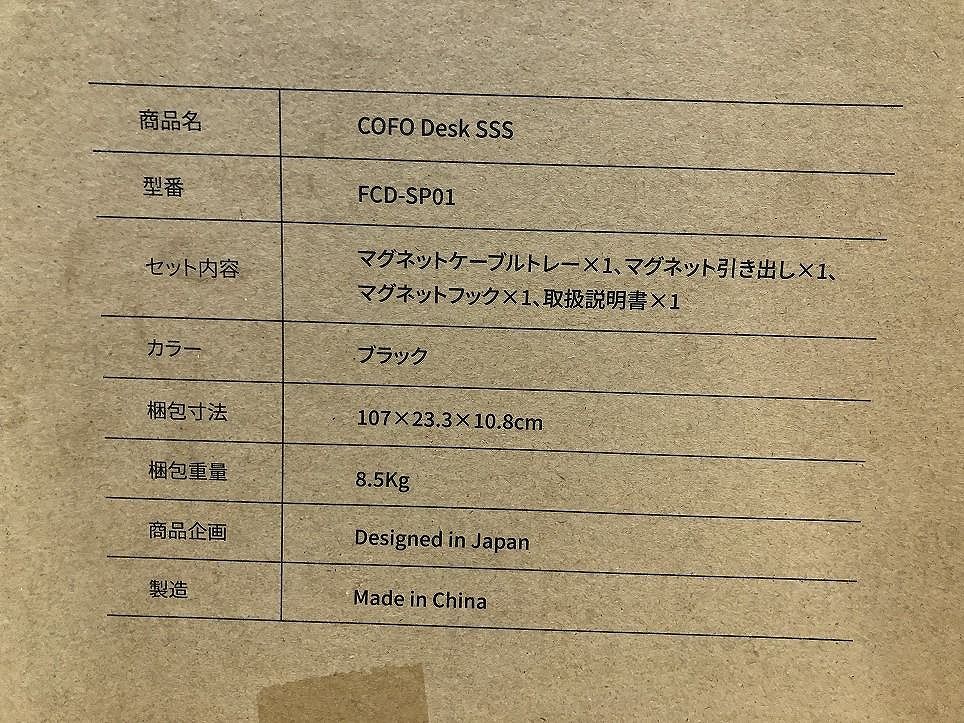 商品名 COFO Desk SSS
型番 FCD-SP01
セット内容 マグネットケーブルトレー×1、マグネット引き出し×1、
マグネットフック×1、取扱説明書×1
カラー ブラック
梱包寸法 107×23.3×10.8cm
梱包重量 8.5Kg
商品企画 Designed in Japan
製造 Made in China